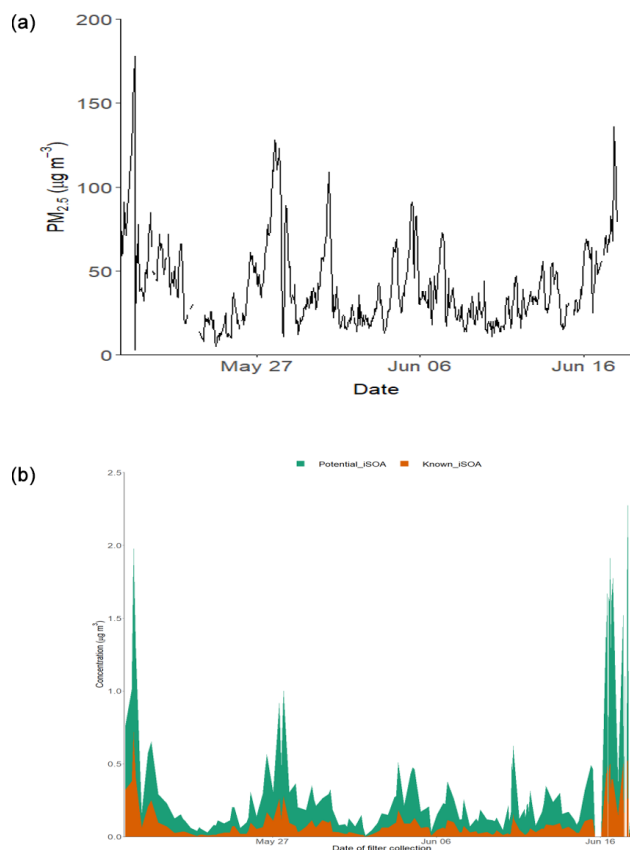 (a)
200
150
100
50
0
PM2.5 (µg m−3)
May 27 Jun 06 Jun 16
Date
(b)
Potential_iSOA Known_iSOA
2.5
2.0
1.5
1.0
0.5
0.0
Concentration (µg m3)
May 27 Jun 06 Jun 16
Date of filter collection